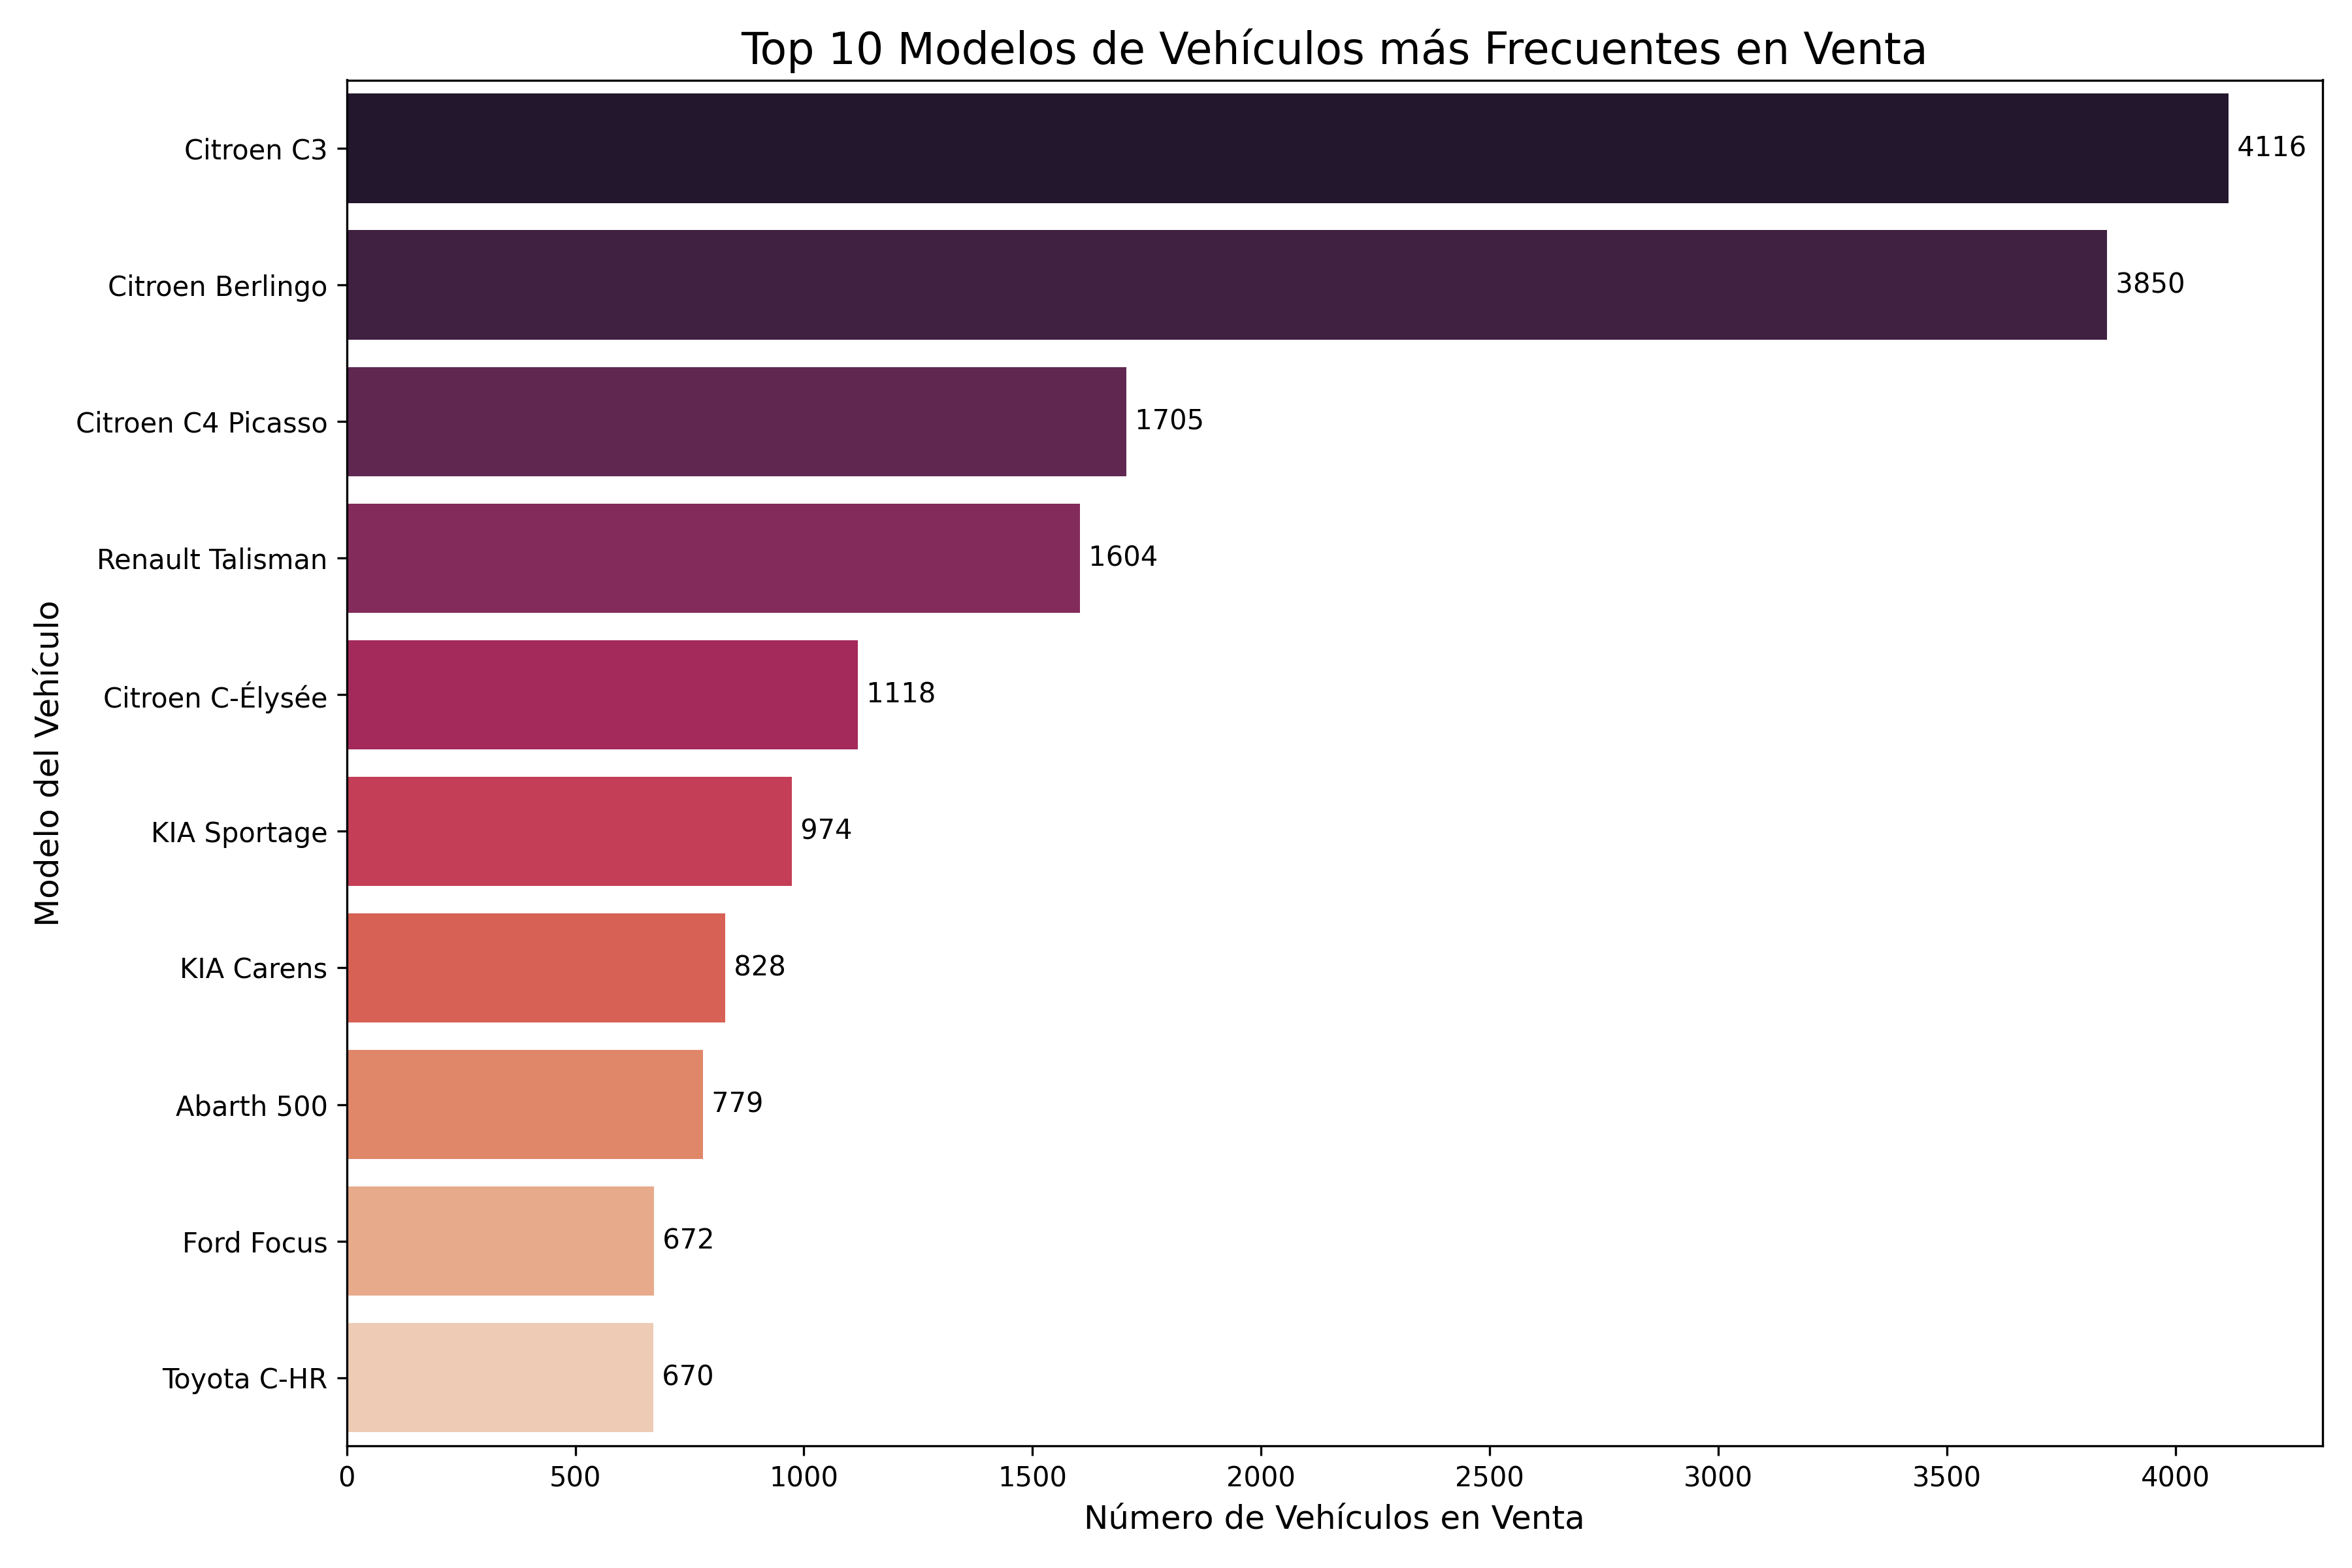 Top 10 Modelos de Vehículos más Frecuentes en Venta
Modelo del Vehículo
Citroen C3 4116
Citroen Berlingo 3850
Citroen C4 Picasso 1705
Renault Talisman 1604
Citroen C-Élysée 1118
KIA Sportage 974
KIA Carens 828
Abarth 500 779
Ford Focus 672
Toyota C-HR 670
0 500 1000 1500 2000 2500 3000 3500 4000
Número de Vehículos en Venta